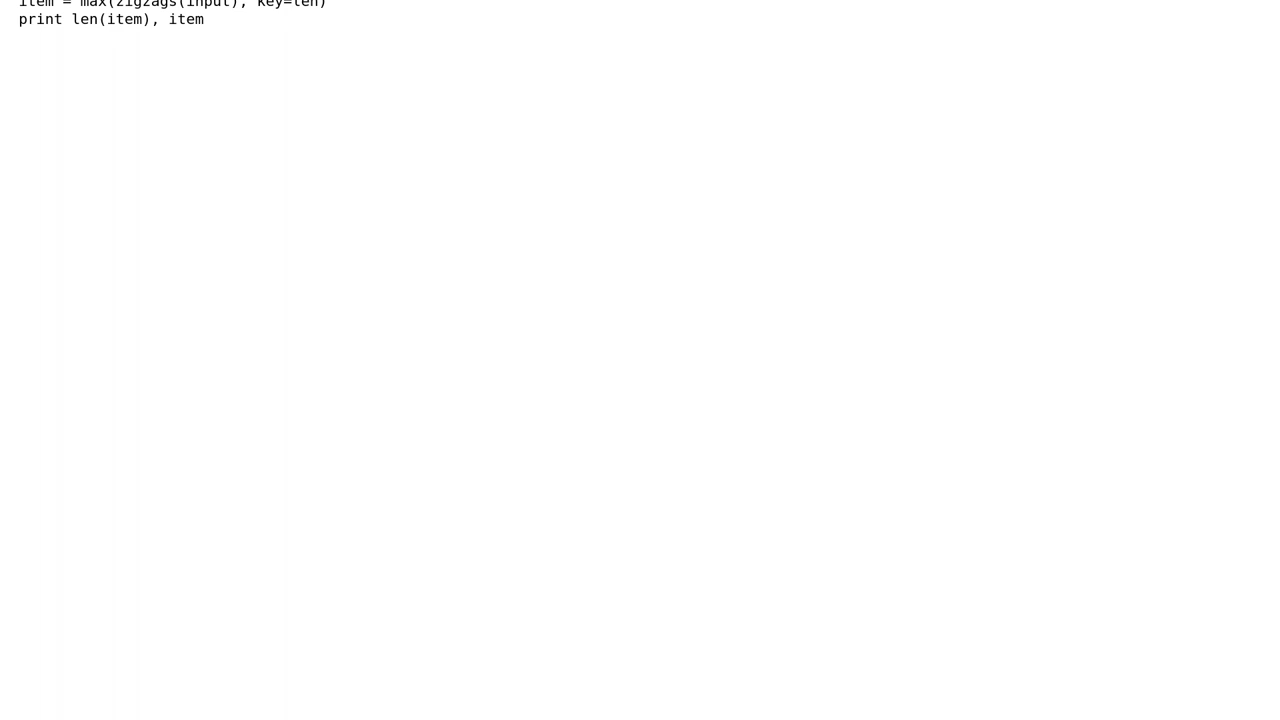 item = max(zigzags(input), key=len)
print len(item), item